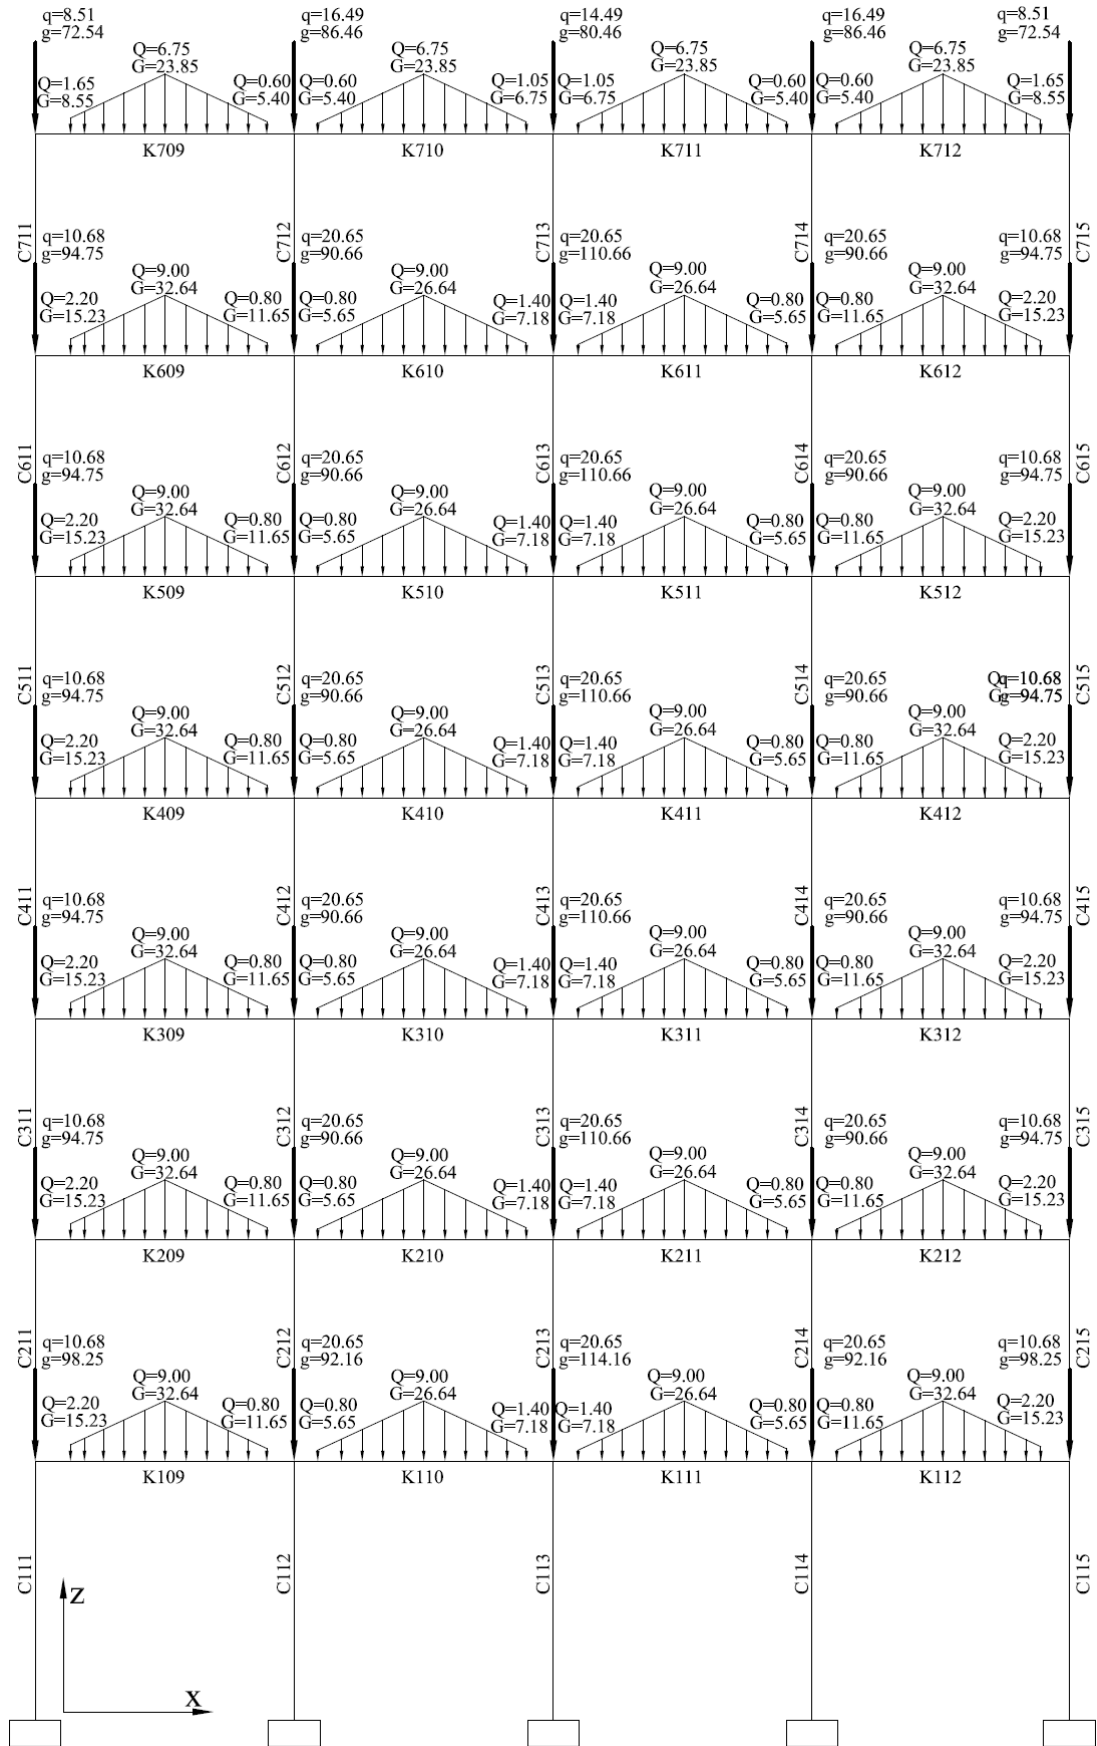 q=8.51
g=72.54
q=16.49
g=86.46
q=14.49
g=80.46
q=16.49
g=86.46
q=8.51
g=72.54
Q=6.75
G=23.85
Q=6.75
G=23.85
Q=6.75
G=23.85
Q=6.75
G=23.85
Q=1.65
G=8.55
Q=0.60
G=5.40
Q=0.60
G=5.40
Q=1.05
G=6.75
Q=1.05
G=6.75
Q=0.60
G=5.40
Q=0.60
G=5.40
Q=1.65
G=8.55
K709
K710
K711
K712
C711
C712
C713
C714
C715
q=10.68
g=94.75
q=20.65
g=90.66
q=20.65
g=110.66
q=20.65
g=90.66
q=10.68
g=94.75
Q=9.00
G=32.64
Q=9.00
G=26.64
Q=9.00
G=26.64
Q=9.00
G=32.64
Q=2.20
G=15.23
Q=0.80
G=11.65
Q=0.80
G=5.65
Q=1.40
G=7.18
Q=1.40
G=7.18
Q=0.80
G=5.65
Q=0.80
G=11.65
Q=2.20
G=15.23
K609
K610
K611
K612
C611
C612
C613
C614
C615
q=10.68
g=94.75
q=20.65
g=90.66
q=20.65
g=110.66
q=20.65
g=90.66
q=10.68
g=94.75
Q=9.00
G=32.64
Q=9.00
G=26.64
Q=9.00
G=26.64
Q=9.00
G=32.64
Q=2.20
G=15.23
Q=0.80
G=11.65
Q=0.80
G=5.65
Q=1.40
G=7.18
Q=1.40
G=7.18
Q=0.80
G=5.65
Q=0.80
G=11.65
Q=2.20
G=15.23
K509
K510
K511
K512
C511
C512
C513
C514
C515
q=10.68
g=94.75
q=20.65
g=90.66
q=20.65
g=110.66
q=20.65
g=90.66
q=10.68
g=94.75
Q=9.00
G=32.64
Q=9.00
G=26.64
Q=9.00
G=26.64
Q=9.00
G=32.64
Q=2.20
G=15.23
Q=0.80
G=11.65
Q=0.80
G=5.65
Q=1.40
G=7.18
Q=1.40
G=7.18
Q=0.80
G=5.65
Q=0.80
G=11.65
Q=2.20
G=15.23
K409
K410
K411
K412
C411
C412
C413
C414
C415
q=10.68
g=94.75
q=20.65
g=90.66
q=20.65
g=110.66
q=20.65
g=90.66
q=10.68
g=94.75
Q=9.00
G=32.64
Q=9.00
G=26.64
Q=9.00
G=26.64
Q=9.00
G=32.64
Q=2.20
G=15.23
Q=0.80
G=11.65
Q=0.80
G=5.65
Q=1.40
G=7.18
Q=1.40
G=7.18
Q=0.80
G=5.65
Q=0.80
G=11.65
Q=2.20
G=15.23
K309
K310
K311
K312
C311
C312
C313
C314
C315
q=10.68
g=94.75
q=20.65
g=90.66
q=20.65
g=110.66
q=20.65
g=90.66
q=10.68
g=94.75
Q=9.00
G=32.64
Q=9.00
G=26.64
Q=9.00
G=26.64
Q=9.00
G=32.64
Q=2.20
G=15.23
Q=0.80
G=11.65
Q=0.80
G=5.65
Q=1.40
G=7.18
Q=1.40
G=7.18
Q=0.80
G=5.65
Q=0.80
G=11.65
Q=2.20
G=15.23
K209
K210
K211
K212
C211
C212
C213
C214
C215
q=10.68
g=98.25
q=20.65
g=92.16
q=20.65
g=114.16
q=20.65
g=92.16
q=10.68
g=98.25
Q=9.00
G=32.64
Q=9.00
G=26.64
Q=9.00
G=26.64
Q=9.00
G=32.64
Q=2.20
G=15.23
Q=0.80
G=11.65
Q=0.80
G=5.65
Q=1.40
G=7.18
Q=1.40
G=7.18
Q=0.80
G=5.65
Q=0.80
G=11.65
Q=2.20
G=15.23
K109
K110
K111
K112
C111
C112
C113
C114
C115
Z
X